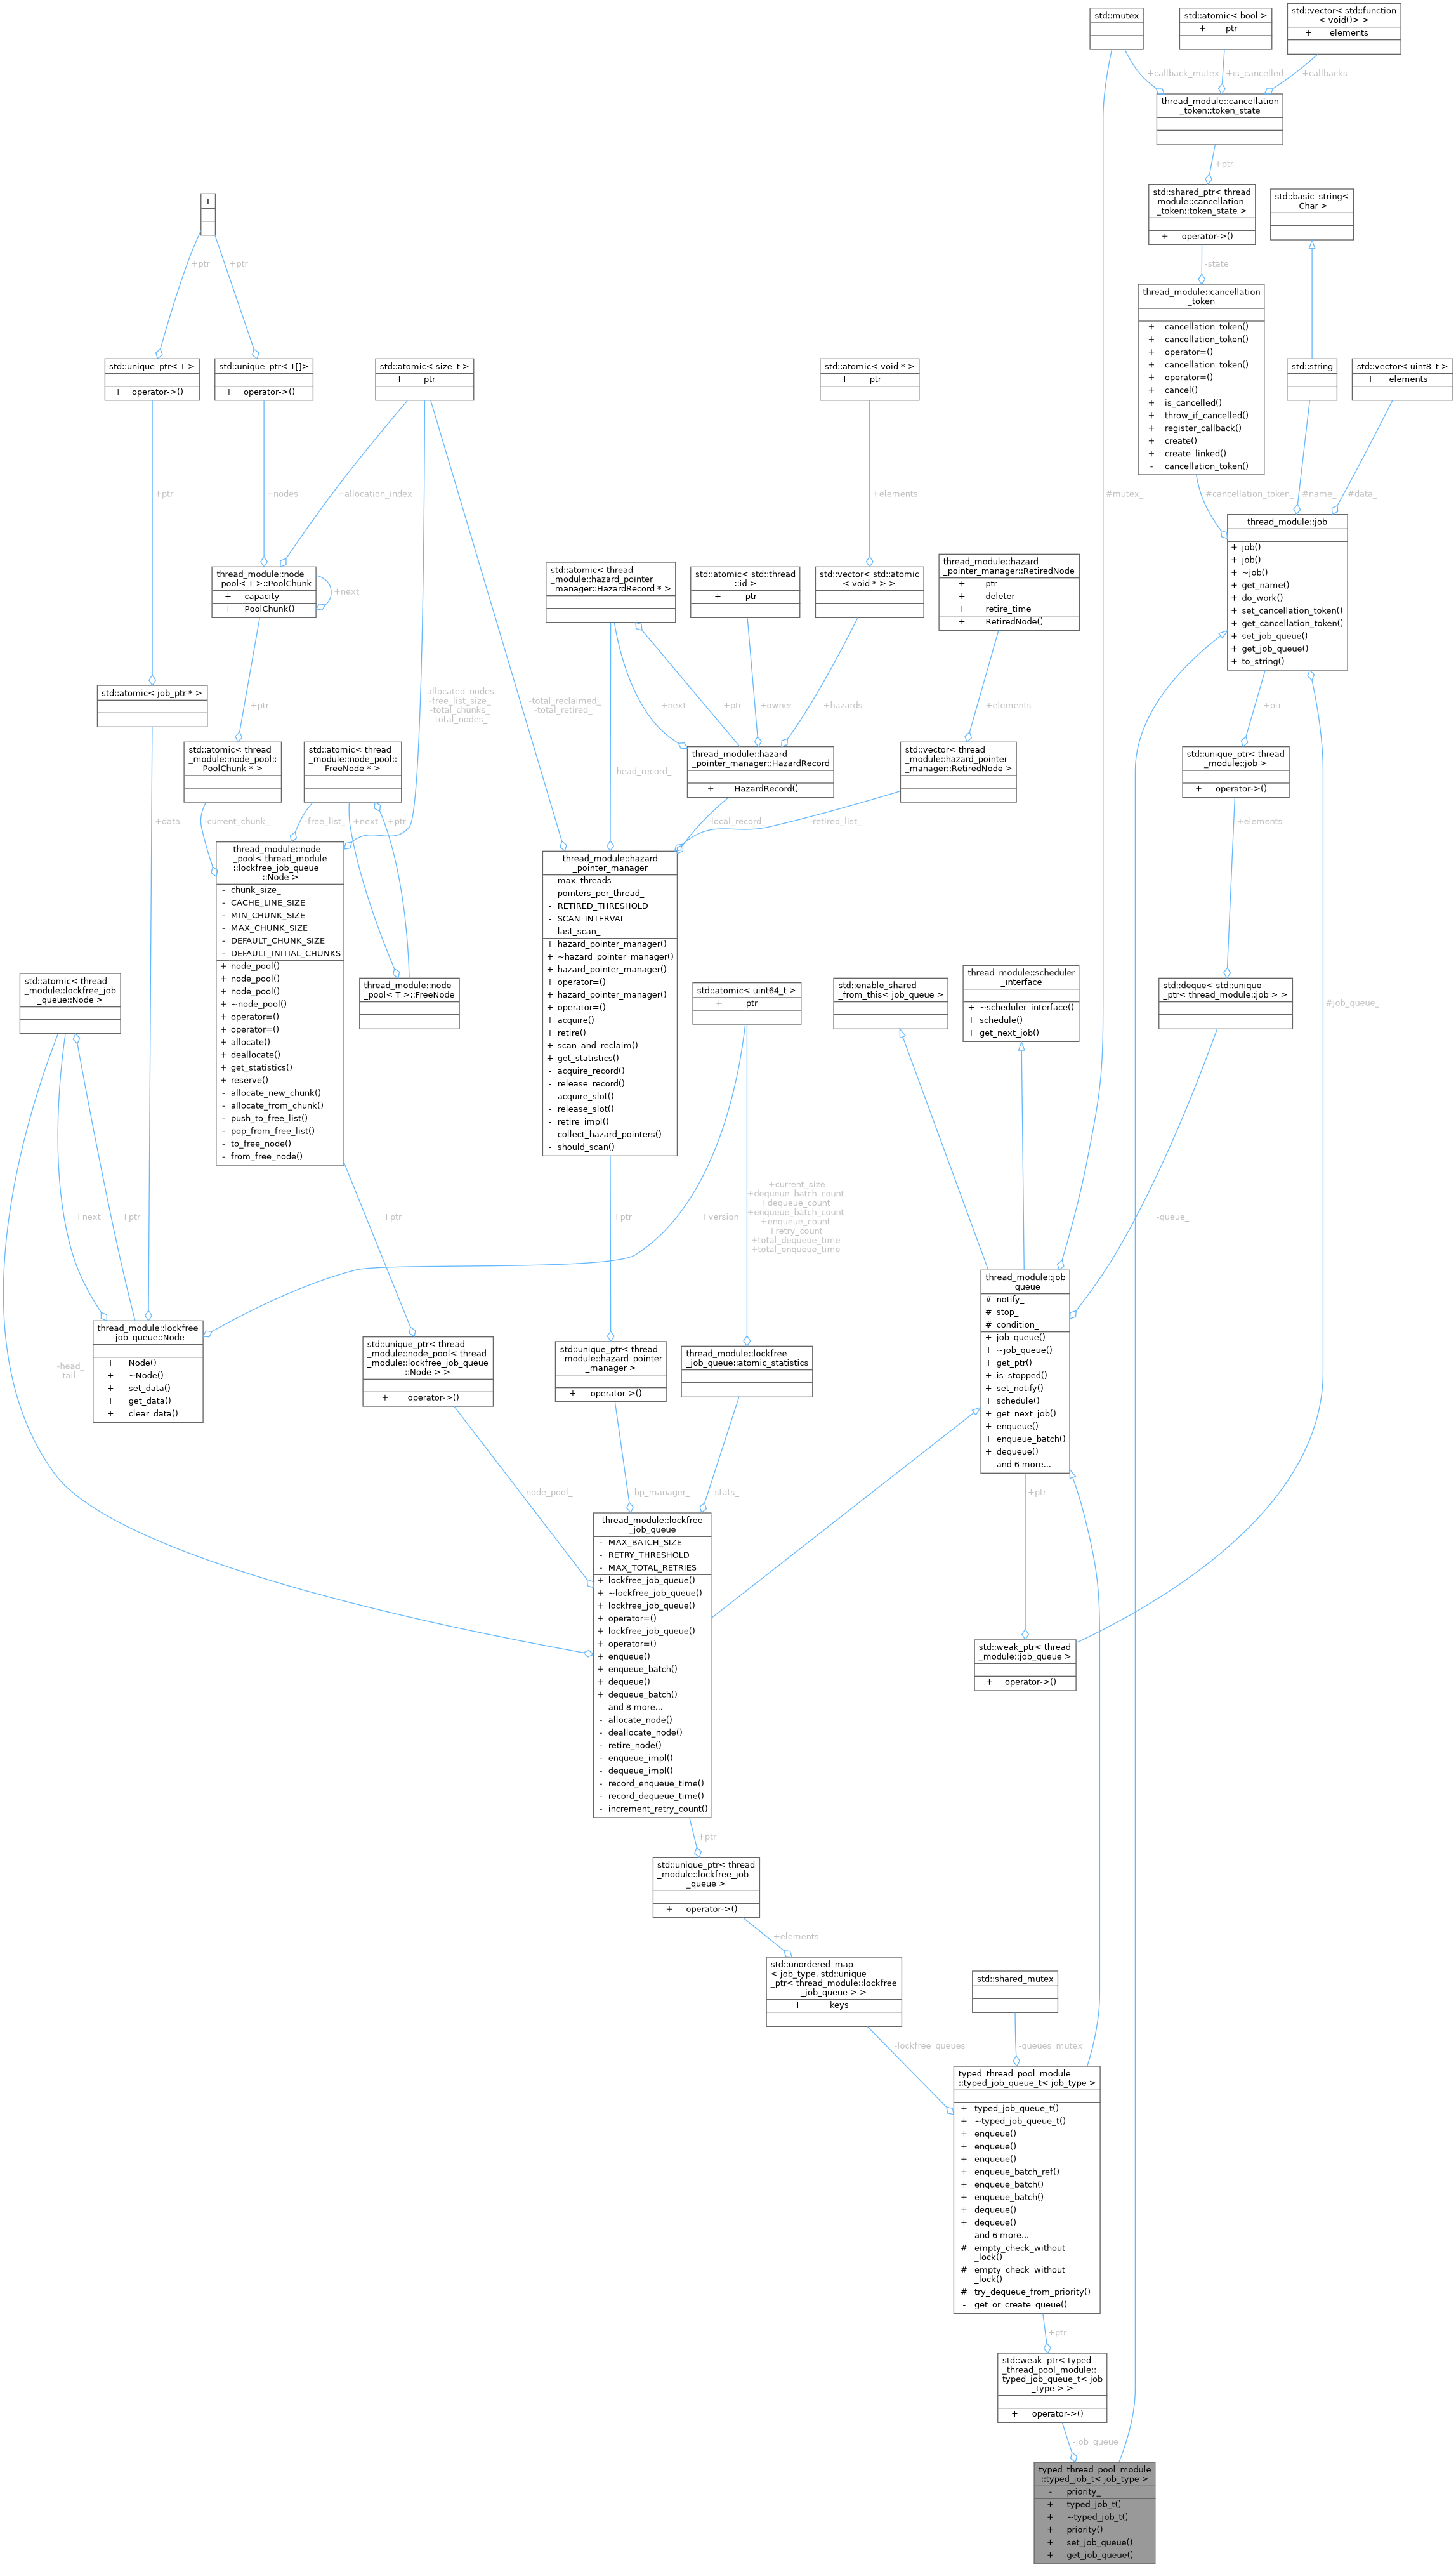 std::mutex
std::atomic< bool >
+ ptr
std::vector< std::function
< void()> >
+ elements
+callback_mutex
+is_cancelled
+callbacks
thread_module::cancellation
_token::token_state
+ptr
std::shared_ptr< thread
_module::cancellation
_token::token_state >
+ operator->()
std::basic_string<
Char >
T
+ptr
+ptr
-state_
thread_module::cancellation
_token
+ cancellation_token()
+ cancellation_token()
+ operator=()
+ cancellation_token()
+ operator=()
+ cancel()
+ is_cancelled()
+ throw_if_cancelled()
+ register_callback()
+ create()
+ create_linked()
- cancellation_token()
std::unique_ptr< T >
+ operator->()
std::unique_ptr< T[]>
+ operator->()
std::atomic< size_t >
+ ptr
std::atomic< void * >
+ ptr
std::string
std::vector< uint8_t >
+ elements
+ptr
+nodes
+allocation_index
+elements
#mutex_
#cancellation_token_
#name_
#data_
thread_module::job
+ job()
+ job()
+ ~job()
+ get_name()
+ do_work()
+ set_cancellation_token()
+ get_cancellation_token()
+ set_job_queue()
+ get_job_queue()
+ to_string()
thread_module::node
_pool< T >::PoolChunk
+ capacity
+ PoolChunk()
+next
std::atomic< thread
_module::hazard_pointer
_manager::HazardRecord * >
std::atomic< std::thread
::id >
+ ptr
std::vector< std::atomic
< void * > >
thread_module::hazard
_pointer_manager::RetiredNode
+ ptr
+ deleter
+ retire_time
+ RetiredNode()
std::atomic< job_ptr * >
+ptr
-allocated_nodes_
-free_list_size_
-total_chunks_
-total_nodes_
-total_reclaimed_
-total_retired_
+next
+ptr
+owner
+hazards
+elements
+ptr
std::atomic< thread
_module::node_pool::
PoolChunk * >
std::atomic< thread
_module::node_pool::
FreeNode * >
thread_module::hazard
_pointer_manager::HazardRecord
+ HazardRecord()
std::vector< thread
_module::hazard_pointer
_manager::RetiredNode >
std::unique_ptr< thread
_module::job >
+ operator->()
-head_record_
+data
-current_chunk_
-free_list_
+next
+ptr
-local_record_
-retired_list_
+elements
thread_module::node
_pool< thread_module
::lockfree_job_queue
::Node >
- chunk_size_
- CACHE_LINE_SIZE
- MIN_CHUNK_SIZE
- MAX_CHUNK_SIZE
- DEFAULT_CHUNK_SIZE
- DEFAULT_INITIAL_CHUNKS
+ node_pool()
+ node_pool()
+ node_pool()
+ ~node_pool()
+ operator=()
+ operator=()
+ allocate()
+ deallocate()
+ get_statistics()
+ reserve()
- allocate_new_chunk()
- allocate_from_chunk()
- push_to_free_list()
- pop_from_free_list()
- to_free_node()
- from_free_node()
thread_module::hazard
_pointer_manager
- max_threads_
- pointers_per_thread_
- RETIRED_THRESHOLD
- SCAN_INTERVAL
- last_scan_
+ hazard_pointer_manager()
+ ~hazard_pointer_manager()
+ hazard_pointer_manager()
+ operator=()
+ hazard_pointer_manager()
+ operator=()
+ acquire()
+ retire()
+ scan_and_reclaim()
+ get_statistics()
- acquire_record()
- release_record()
- acquire_slot()
- release_slot()
- retire_impl()
- collect_hazard_pointers()
- should_scan()
std::atomic< thread
_module::lockfree_job
_queue::Node >
thread_module::node
_pool< T >::FreeNode
std::atomic< uint64_t >
+ ptr
std::enable_shared
_from_this< job_queue >
thread_module::scheduler
_interface
+ ~scheduler_interface()
+ schedule()
+ get_next_job()
std::deque< std::unique
_ptr< thread_module::job > >
#job_queue_
+next
+ptr
+ptr
+ptr
+version
+current_size
+dequeue_batch_count
+dequeue_count
+enqueue_batch_count
+enqueue_count
+retry_count
+total_dequeue_time
+total_enqueue_time
-queue_
thread_module::job
_queue
# notify_
# stop_
# condition_
+ job_queue()
+ ~job_queue()
+ get_ptr()
+ is_stopped()
+ set_notify()
+ schedule()
+ get_next_job()
+ enqueue()
+ enqueue_batch()
+ dequeue()
and 6 more...
thread_module::lockfree
_job_queue::Node
+ Node()
+ ~Node()
+ set_data()
+ get_data()
+ clear_data()
-head_
-tail_
std::unique_ptr< thread
_module::node_pool< thread
_module::lockfree_job_queue
::Node > >
+ operator->()
std::unique_ptr< thread
_module::hazard_pointer
_manager >
+ operator->()
thread_module::lockfree
_job_queue::atomic_statistics
-node_pool_
-hp_manager_
-stats_
+ptr
thread_module::lockfree
_job_queue
- MAX_BATCH_SIZE
- RETRY_THRESHOLD
- MAX_TOTAL_RETRIES
+ lockfree_job_queue()
+ ~lockfree_job_queue()
+ lockfree_job_queue()
+ operator=()
+ lockfree_job_queue()
+ operator=()
+ enqueue()
+ enqueue_batch()
+ dequeue()
+ dequeue_batch()
and 8 more...
- allocate_node()
- deallocate_node()
- retire_node()
- enqueue_impl()
- dequeue_impl()
- record_enqueue_time()
- record_dequeue_time()
- increment_retry_count()
std::weak_ptr< thread
_module::job_queue >
+ operator->()
+ptr
std::unique_ptr< thread
_module::lockfree_job
_queue >
+ operator->()
+elements
std::unordered_map
< job_type, std::unique
_ptr< thread_module::lockfree
_job_queue > >
+ keys
std::shared_mutex
-lockfree_queues_
-queues_mutex_
typed_thread_pool_module
::typed_job_queue_t< job_type >
+ typed_job_queue_t()
+ ~typed_job_queue_t()
+ enqueue()
+ enqueue()
+ enqueue()
+ enqueue_batch_ref()
+ enqueue_batch()
+ enqueue_batch()
+ dequeue()
+ dequeue()
and 6 more...
# empty_check_without
_lock()
# empty_check_without
_lock()
# try_dequeue_from_priority()
- get_or_create_queue()
+ptr
std::weak_ptr< typed
_thread_pool_module::
typed_job_queue_t< job
_type > >
+ operator->()
-job_queue_
typed_thread_pool_module
::typed_job_t< job_type >
- priority_
+ typed_job_t()
+ ~typed_job_t()
+ priority()
+ set_job_queue()
+ get_job_queue()